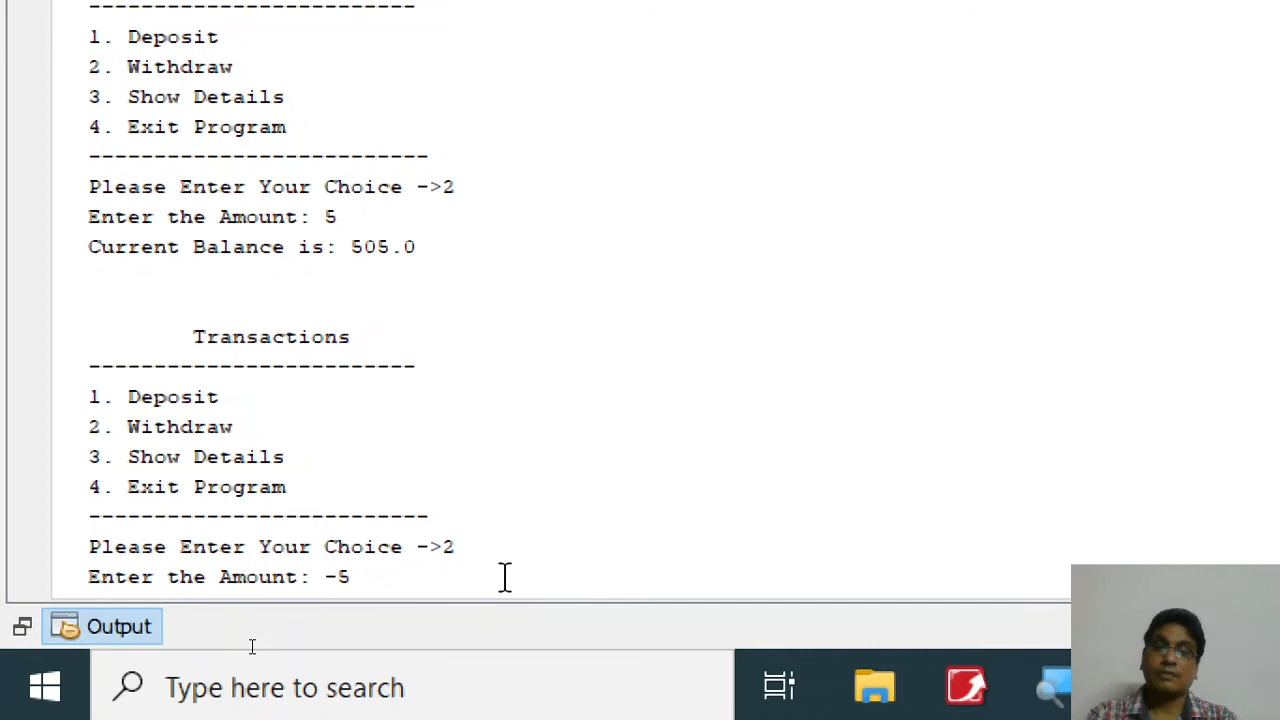 --------------------------
1. Deposit
2. Withdraw
3. Show Details
4. Exit Program
--------------------------
Please Enter Your Choice ->2
Enter the Amount: 5
Current Balance is: 505.0
Transactions
-------------------------
1. Deposit
2. Withdraw
3. Show Details
4. Exit Program
--------------------------
Please Enter Your Choice ->2
Enter the Amount: -5
Output
Type here to search